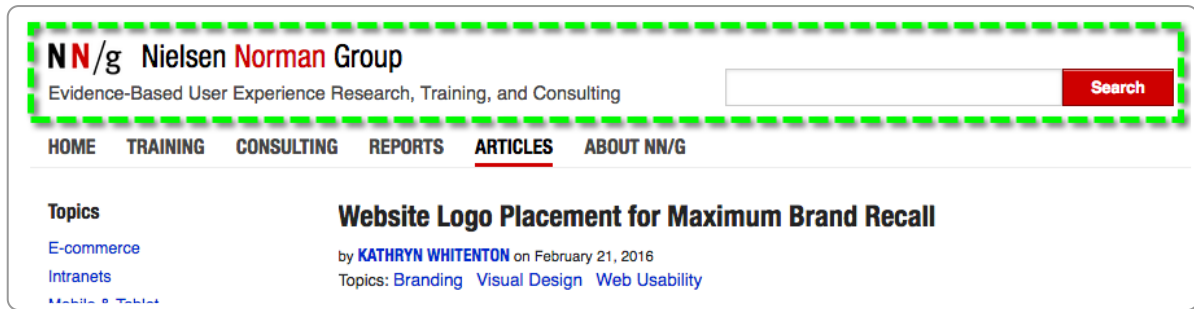 NN/g Nielsen Norman Group
Evidence-Based User Experience Research, Training, and Consulting
Search
HOME TRAINING CONSULTING REPORTS ARTICLES ABOUT NN/G
Topics
E-commerce
Intranets
Mobile & Tablet
Website Logo Placement for Maximum Brand Recall
by KATHRYN WHITENTON on February 21, 2016
Topics: Branding Visual Design Web Usability